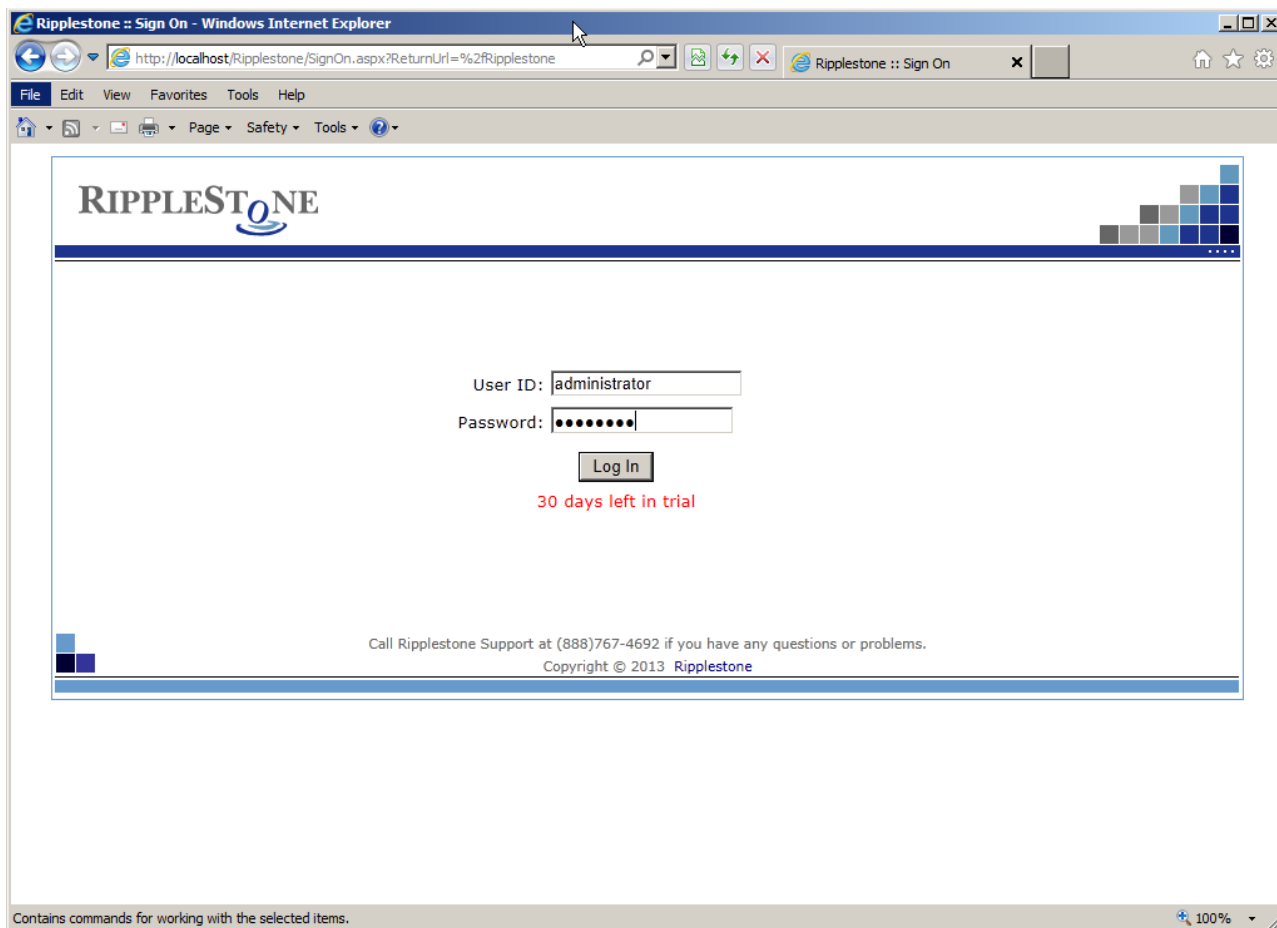 Ripplestone :: Sign On - Windows Internet Explorer
http://localhost/Ripplestone/SignOn.aspx?ReturnUrl=%2fRipplestone
Ripplestone :: Sign On
File Edit View Favorites Tools Help
Page Safety Tools
RIPPLESTONE
User ID: administrator
Password: ••••••••
Log In
30 days left in trial
Call Ripplestone Support at (888)767-4692 if you have any questions or problems.
Copyright © 2013 Ripplestone
Contains commands for working with the selected items.
100%